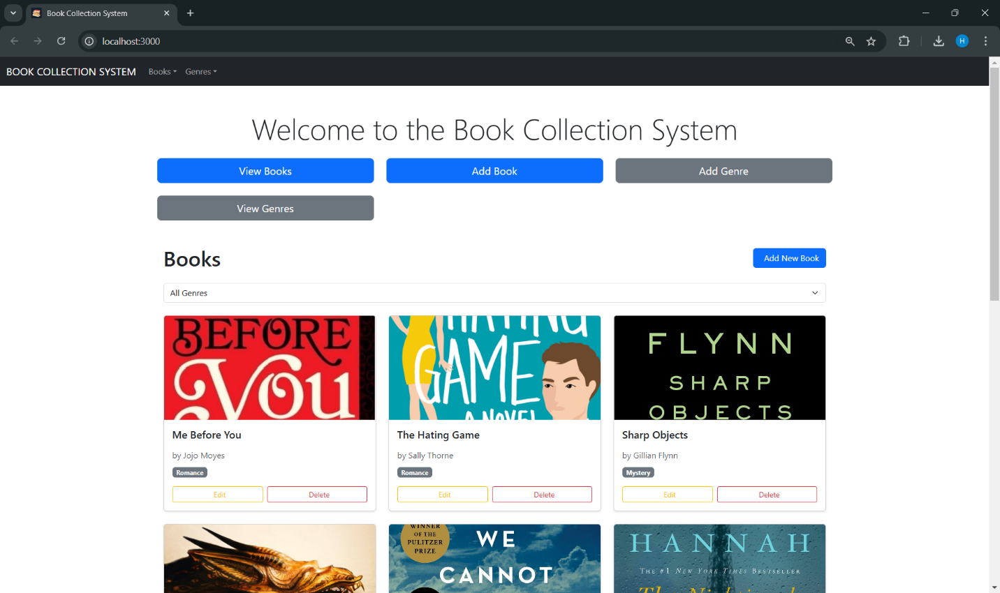 Book Collection System
localhost:3000
H
BOOK COLLECTION SYSTEM Books Genres
Welcome to the Book Collection System
View Books Add Book Add Genre
View Genres
Books
Add New Book
All Genres
BEFORE
YOU
HATING
GAME
A NOVEL
FLYNN
SHARP
OBJECTS
Me Before You
by Jojo Moyes
Romance
Edit Delete
The Hating Game
by Sally Thorne
Romance
Edit Delete
Sharp Objects
by Gillian Flynn
Mystery
Edit Delete
WINNER
OF THE
PULITZER
PRIZE
WE
CANNOT
HANNAH
THE #1 NEW YORK TIMES BESTSELLER
The